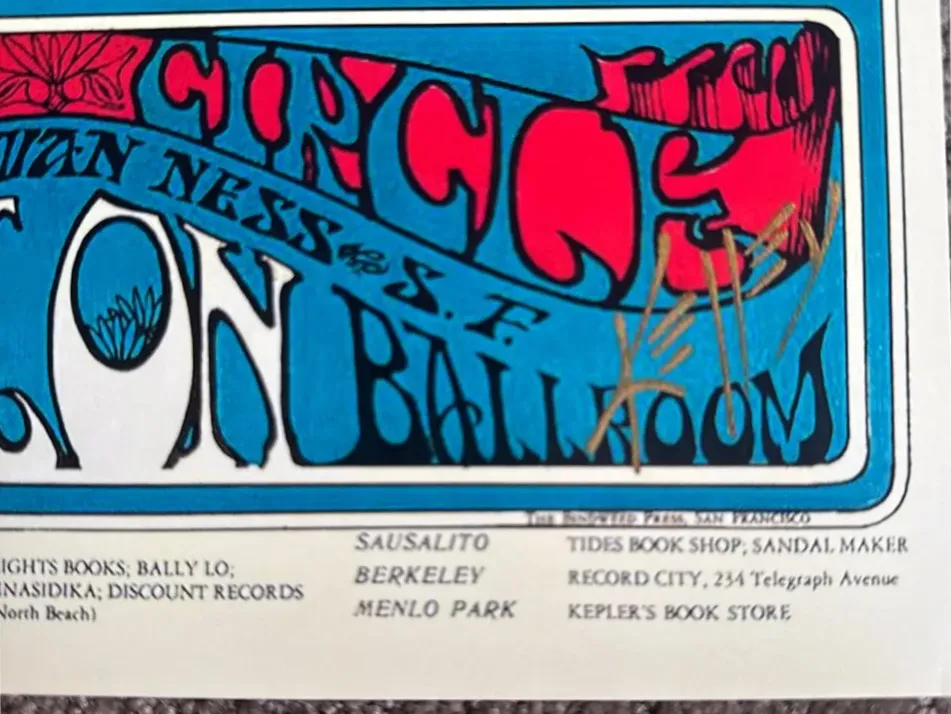 CIRCLE
VAN NESS S. F.
ON BALLROOM
KELLEY
THE BINDWEED PRESS, SAN FRANCISCO
SAUSALITO TIDES BOOK SHOP; SANDAL MAKER
IGHTS BOOKS; BALLY LO;
BERKELEY RECORD CITY, 234 Telegraph Avenue
NASIDIKA; DISCOUNT RECORDS
MENLO PARK KEPLER'S BOOK STORE
North Beach)